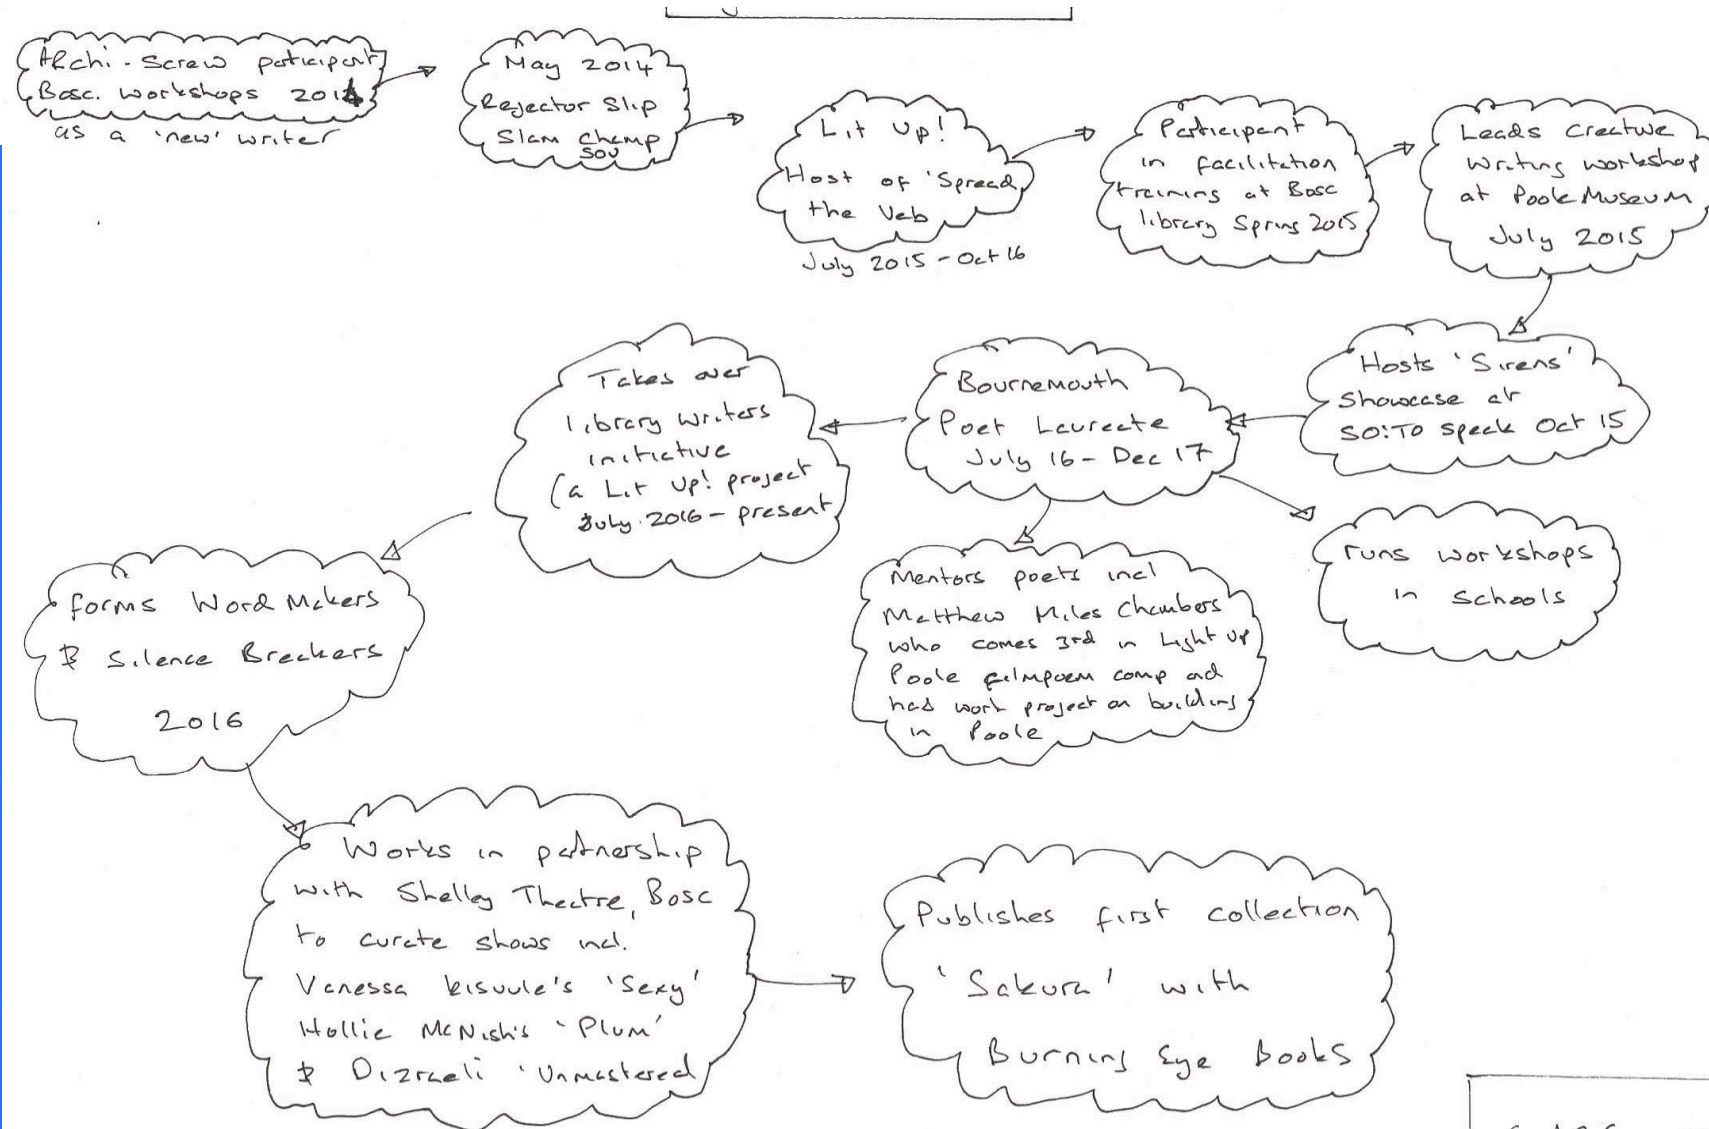 Archi-Screw participant
Bosc. workshops 2014
as a 'new' writer
May 2014
Rejector Slip
Slam Champ
SOU
Lit Up!
Host of 'Spread
the Veb
July 2015 - Oct 16
Participant
in facilitation
training at Bosc
library Spring 2015
Leads Creative
Writing workshop
at Poole Museum
July 2015
Hosts 'Sirens'
Showcase at
SO:TO Speak Oct 15
Bournemouth
Poet Laureate
July 16 - Dec 17
runs workshops
in schools
Mentors poets incl
Matthew Miles Chambers
who comes 3rd in Light Up
Poole filmpoem comp and
had work project on building
in Poole
Takes over
library writers
initiative
(a Lit Up! project
July 2016 - present
forms Word Makers
& Silence Breakers
2016
Works in partnership
with Shelley Theatre, Bosc
to curate shows incl.
Vanessa Kisuule's 'Sexy'
Hollie McNish's 'Plum'
& Dizraeli 'Unmastered
Publishes first collection
'Sakura' with
Burning Eye Books